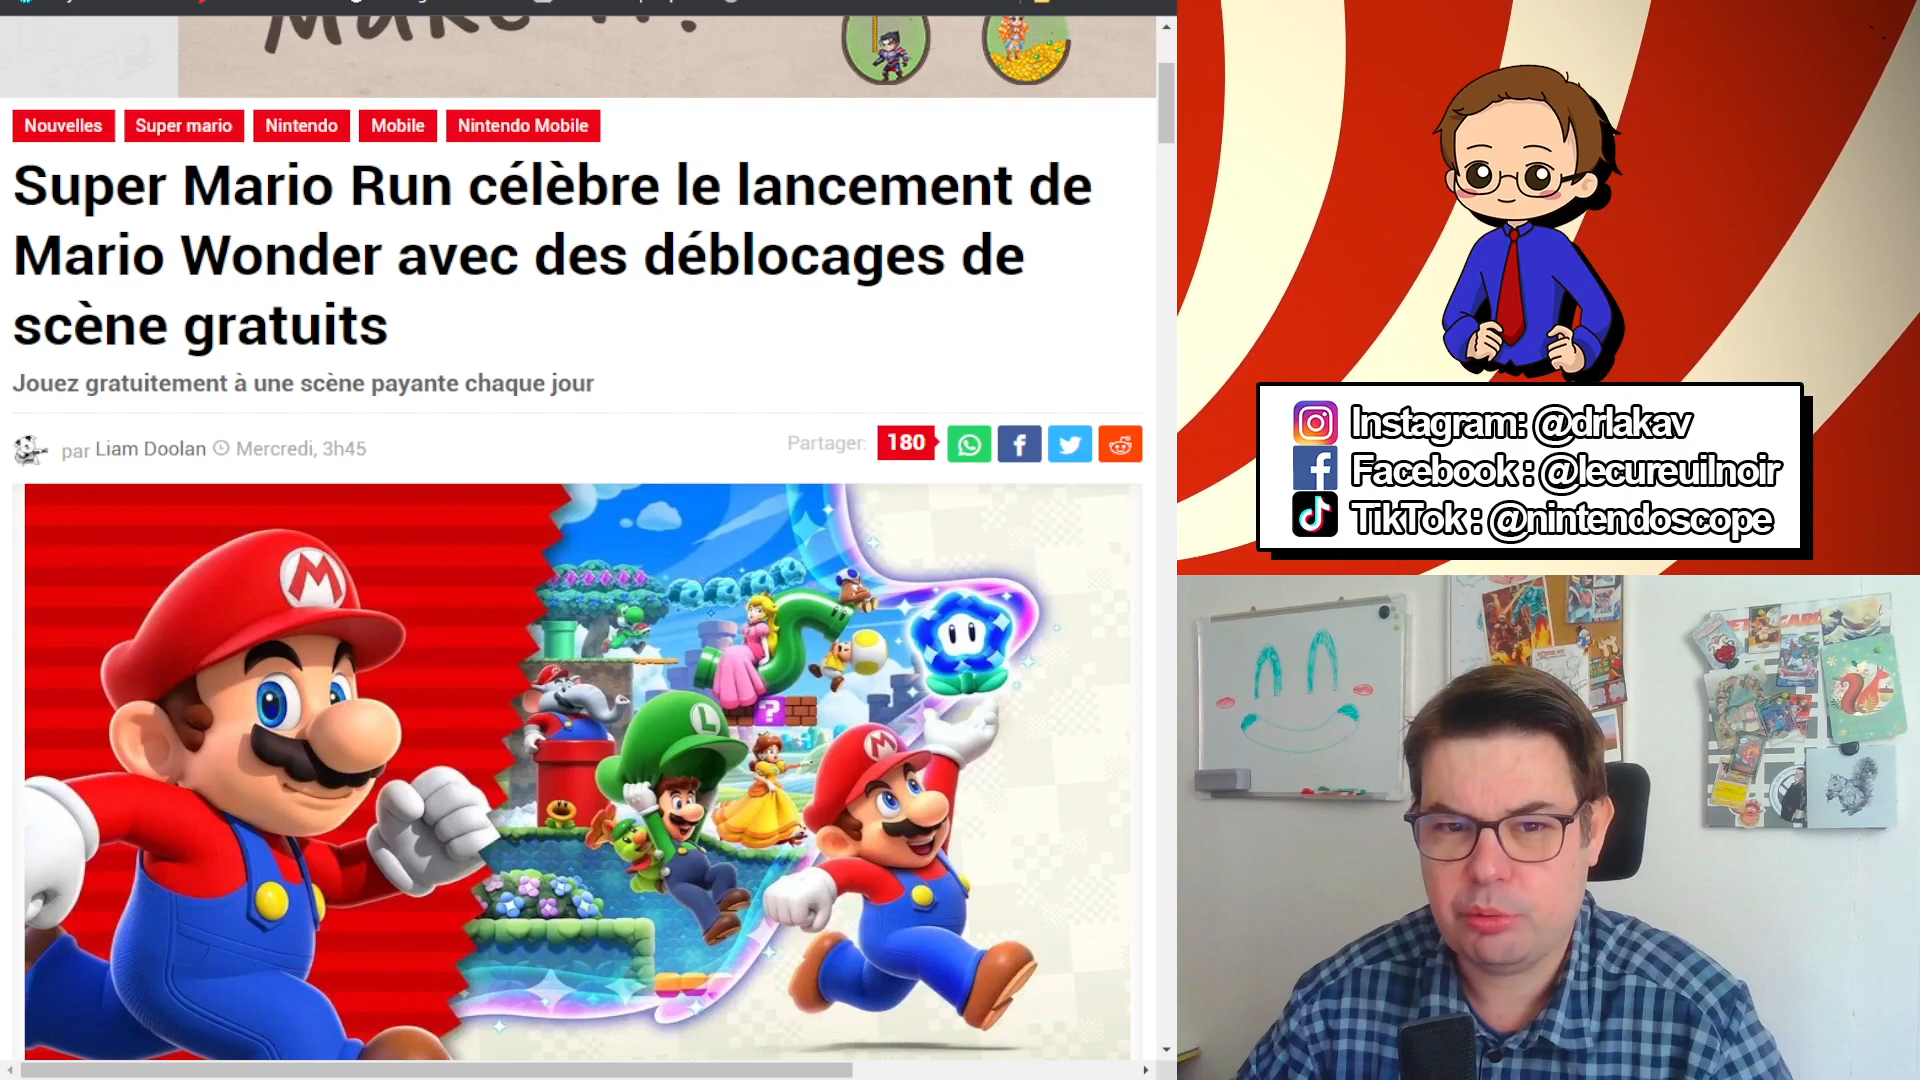 Make it!
Nouvelles
Super mario
Nintendo
Mobile
Nintendo Mobile
Super Mario Run célèbre le lancement de
Mario Wonder avec des déblocages de
scène gratuits
Jouez gratuitement à une scène payante chaque jour
par Liam Doolan Mercredi, 3h45
Partager:
180
M
L
M
?
Instagram: @drlakav
Facebook : @lecureuilnoir
TikTok : @nintendoscope